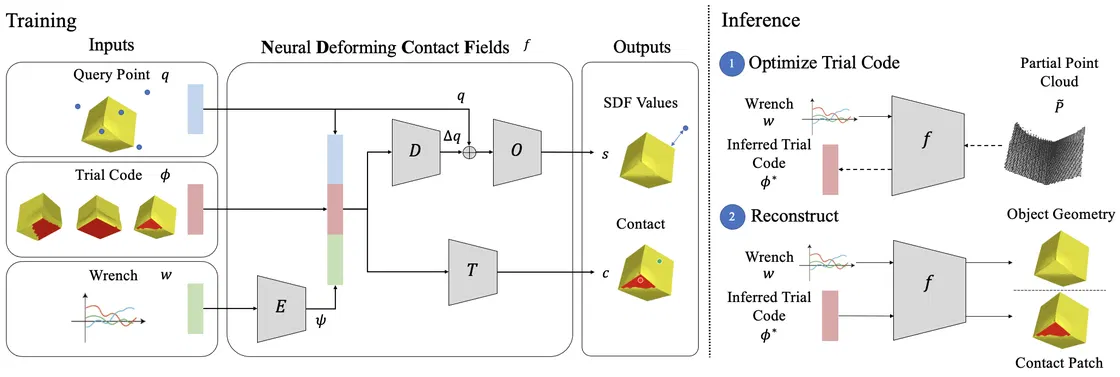 Training
Inputs
Query Point q
Trial Code ϕ
Wrench w
Neural Deforming Contact Fields f
q
D
Δq
O
T
E
ψ
Outputs
SDF Values
s
Contact
c
Inference
1 Optimize Trial Code
Wrench
w
Inferred Trial
Code
ϕ*
f
Partial Point
Cloud
P̃
2 Reconstruct
Wrench
w
Inferred Trial
Code
ϕ*
f
Object Geometry
Contact Patch